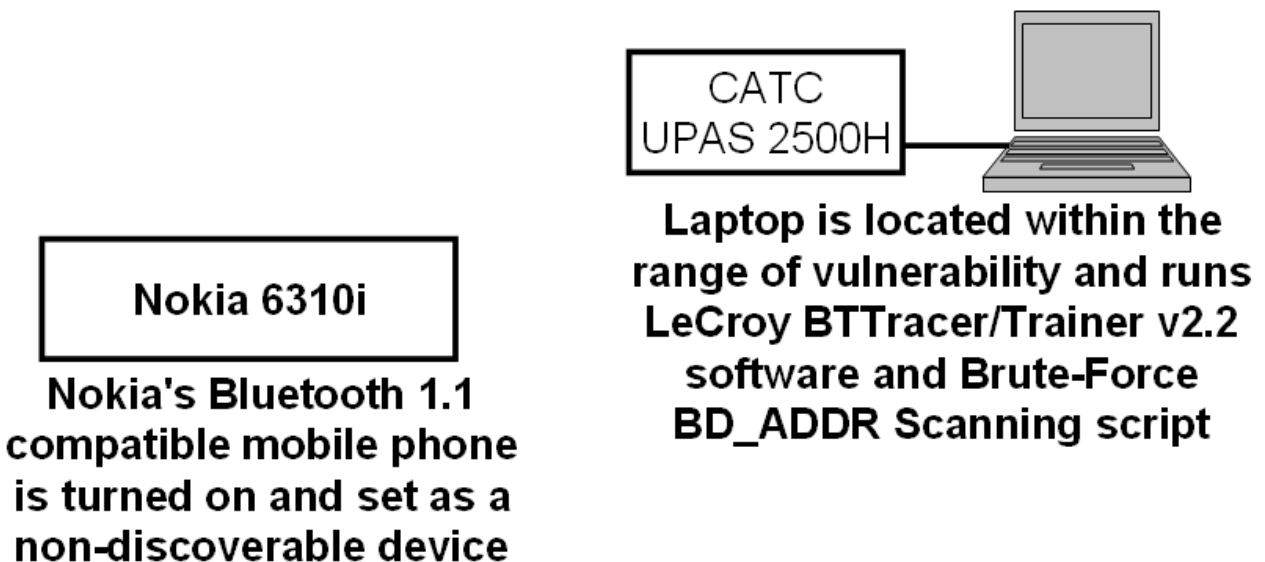 CATC
UPAS 2500H
Laptop is located within the
range of vulnerability and runs
LeCroy BTTracer/Trainer v2.2
software and Brute-Force
BD_ADDR Scanning script
Nokia 6310i
Nokia's Bluetooth 1.1
compatible mobile phone
is turned on and set as a
non-discoverable device